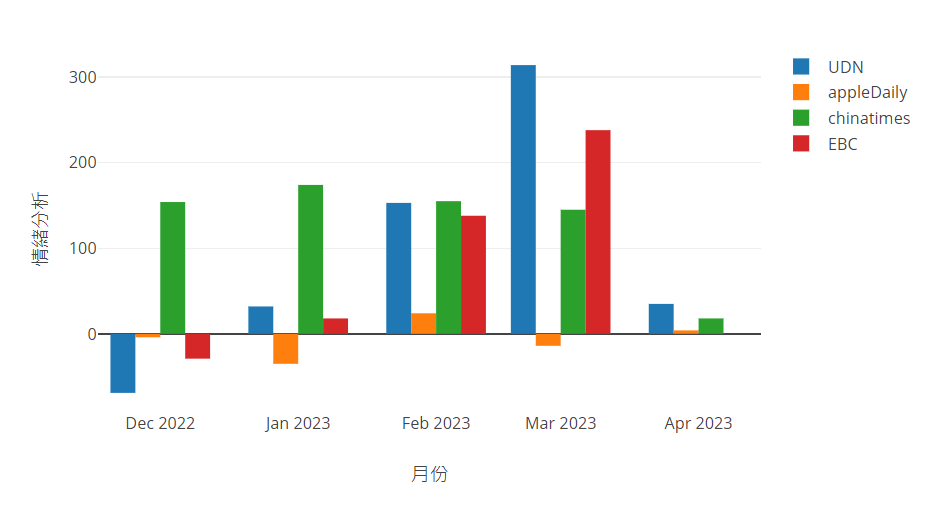 300
200
100
0
情緒分析
Dec 2022
Jan 2023
Feb 2023
Mar 2023
Apr 2023
月份
UDN
appleDaily
chinatimes
EBC